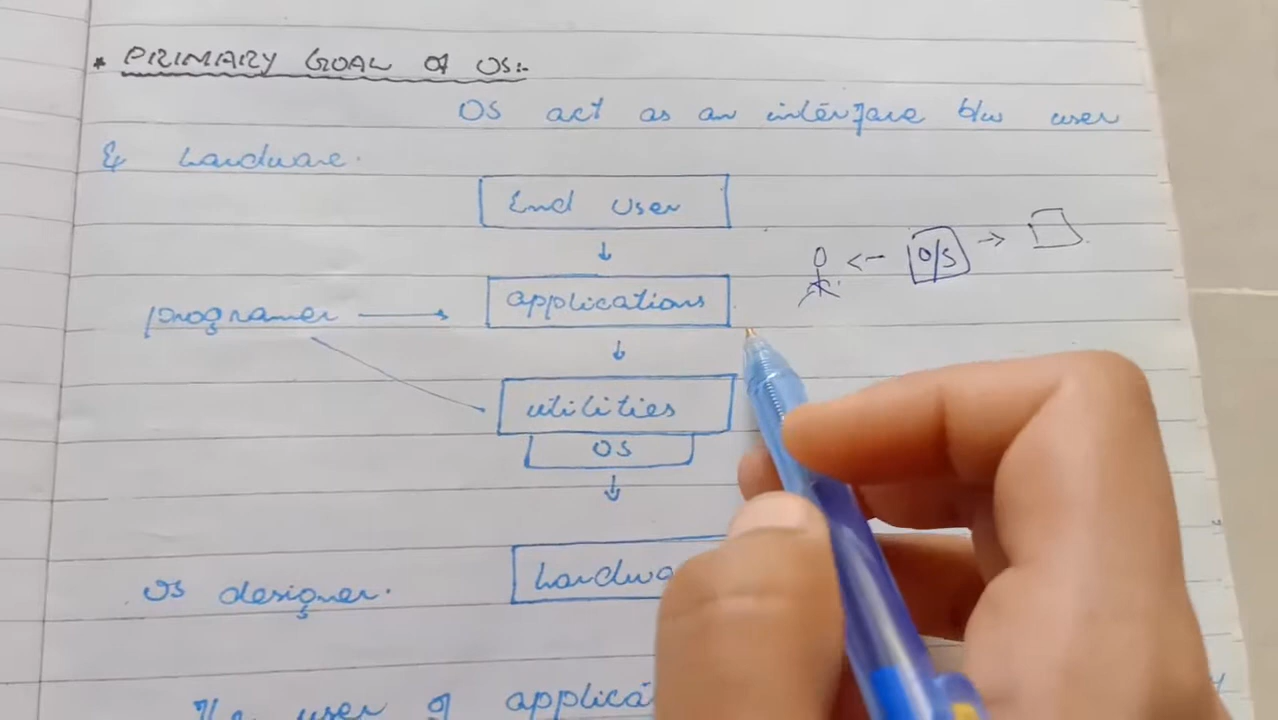 * PRIMARY GOAL OF OS:-
OS act as an interface b/w user
& hardware.
End User
O/S
applications
programer
utilities
OS
OS designer.
of applica